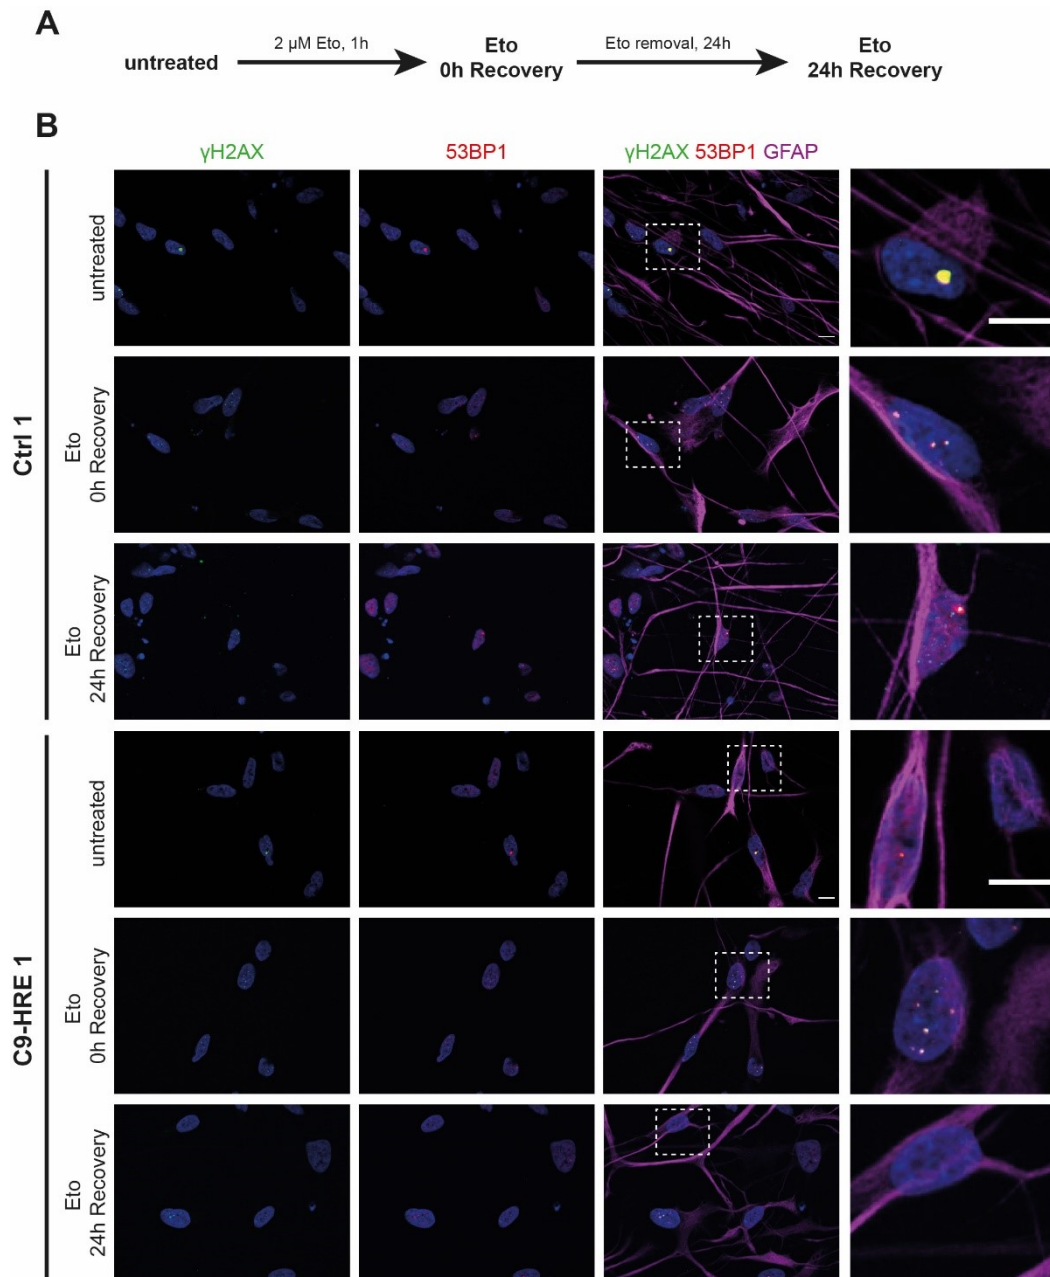 A
untreated
2 µM Eto, 1h
Eto
0h Recovery
Eto removal, 24h
Eto
24h Recovery
B
γH2AX
53BP1
γH2AX 53BP1 GFAP
Ctrl 1
untreated
Eto
0h Recovery
Eto
24h Recovery
C9-HRE 1
untreated
Eto
0h Recovery
Eto
24h Recovery